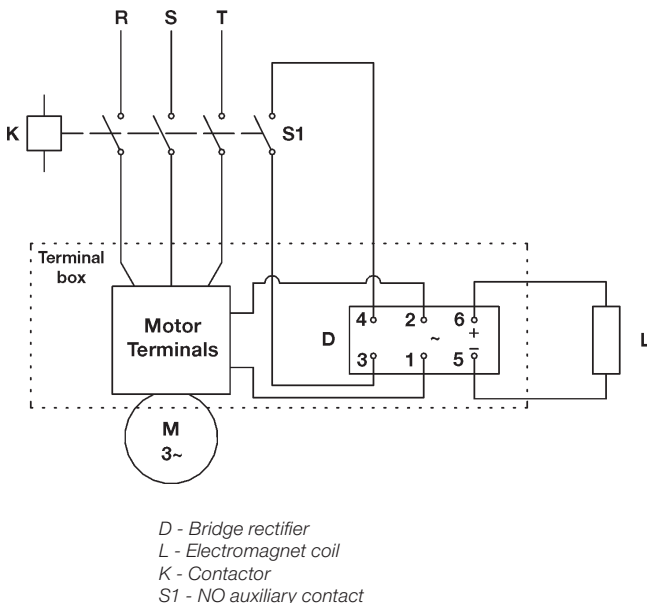 R S T
K
S1
Terminal
box
Motor
Terminals
D
4 2 6
~ +
3 1 5 –
L
M
3~
D - Bridge rectifier
L - Electromagnet coil
K - Contactor
S1 - NO auxiliary contact